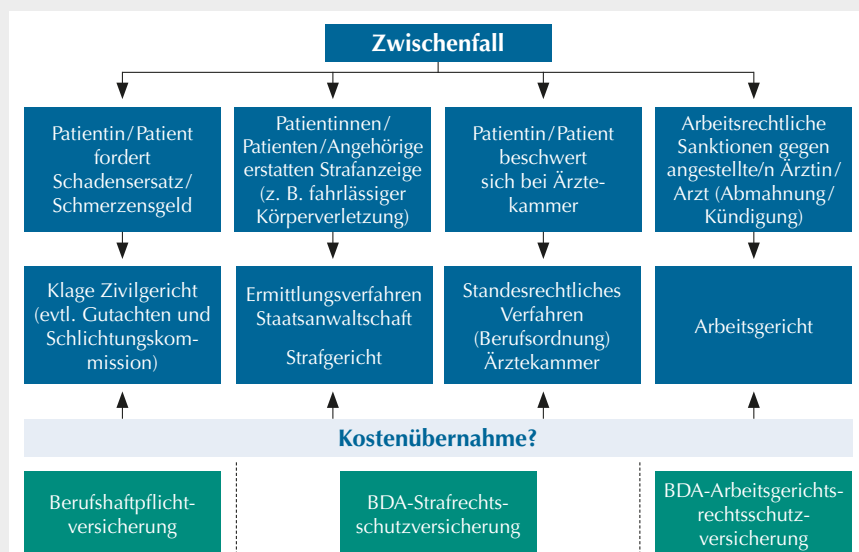 Zwischenfall
Patientin/Patient
fordert
Schadensersatz/
Schmerzensgeld
Patientinnen/
Patienten/Angehörige
erstatten Strafanzeige
(z. B. fahrlässiger
Körperverletzung)
Patientin/Patient
beschwert
sich bei Ärzte-
kammer
Arbeitsrechtliche
Sanktionen gegen
angestellte/n Ärztin/
Arzt (Abmahnung/
Kündigung)
Klage Zivilgericht
(evtl. Gutachten und
Schlichtungskom-
mission)
Ermittlungsverfahren
Staatsanwaltschaft
Strafgericht
Standesrechtliches
Verfahren
(Berufsordnung)
Ärztekammer
Arbeitsgericht
Kostenübernahme?
Berufshaftpflicht-
versicherung
BDA-Strafrechts-
schutzversicherung
BDA-Arbeitsgerichts-
rechtsschutz-
versicherung